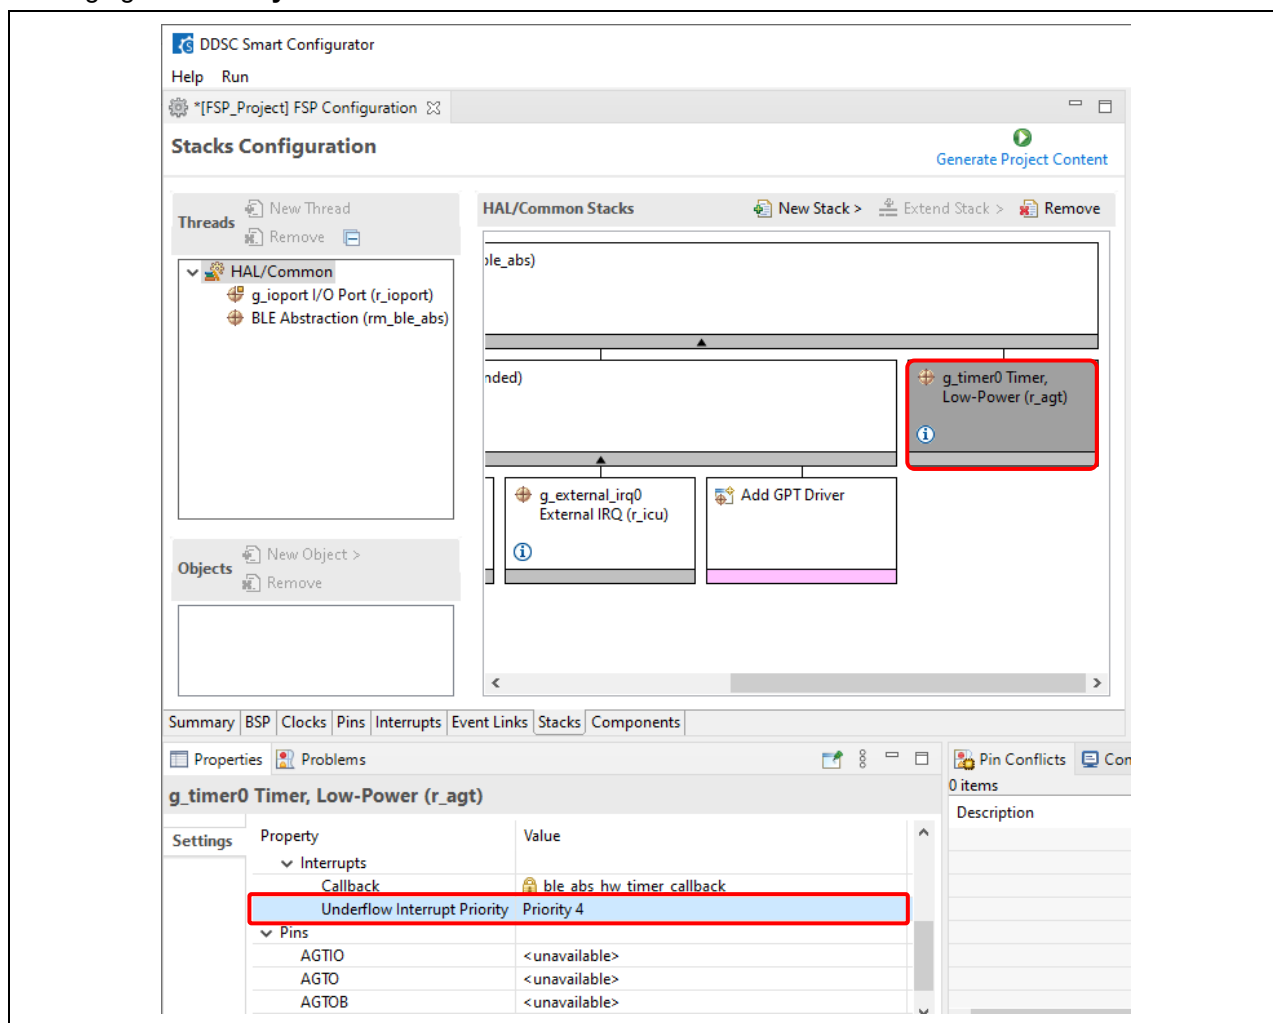 DDSC Smart Configurator
Help Run
*[FSP_Project] FSP Configuration
Stacks Configuration
Generate Project Content
Threads
New Thread
Remove
HAL/Common Stacks
New Stack >
Extend Stack >
Remove
HAL/Common
g_ioport I/O Port (r_ioport)
BLE Abstraction (rm_ble_abs)
ble_abs)
nded)
g_timer0 Timer,
Low-Power (r_agt)
g_external_irq0
External IRQ (r_icu)
Add GPT Driver
Objects
New Object >
Remove
Summary BSP Clocks Pins Interrupts Event Links Stacks Components
Properties Problems
Pin Conflicts Con
0 items
Description
g_timer0 Timer, Low-Power (r_agt)
Settings
Property Value
Interrupts
Callback ble_abs_hw_timer_callback
Underflow Interrupt Priority Priority 4
Pins
AGTIO <unavailable>
AGTO <unavailable>
AGTOB <unavailable>